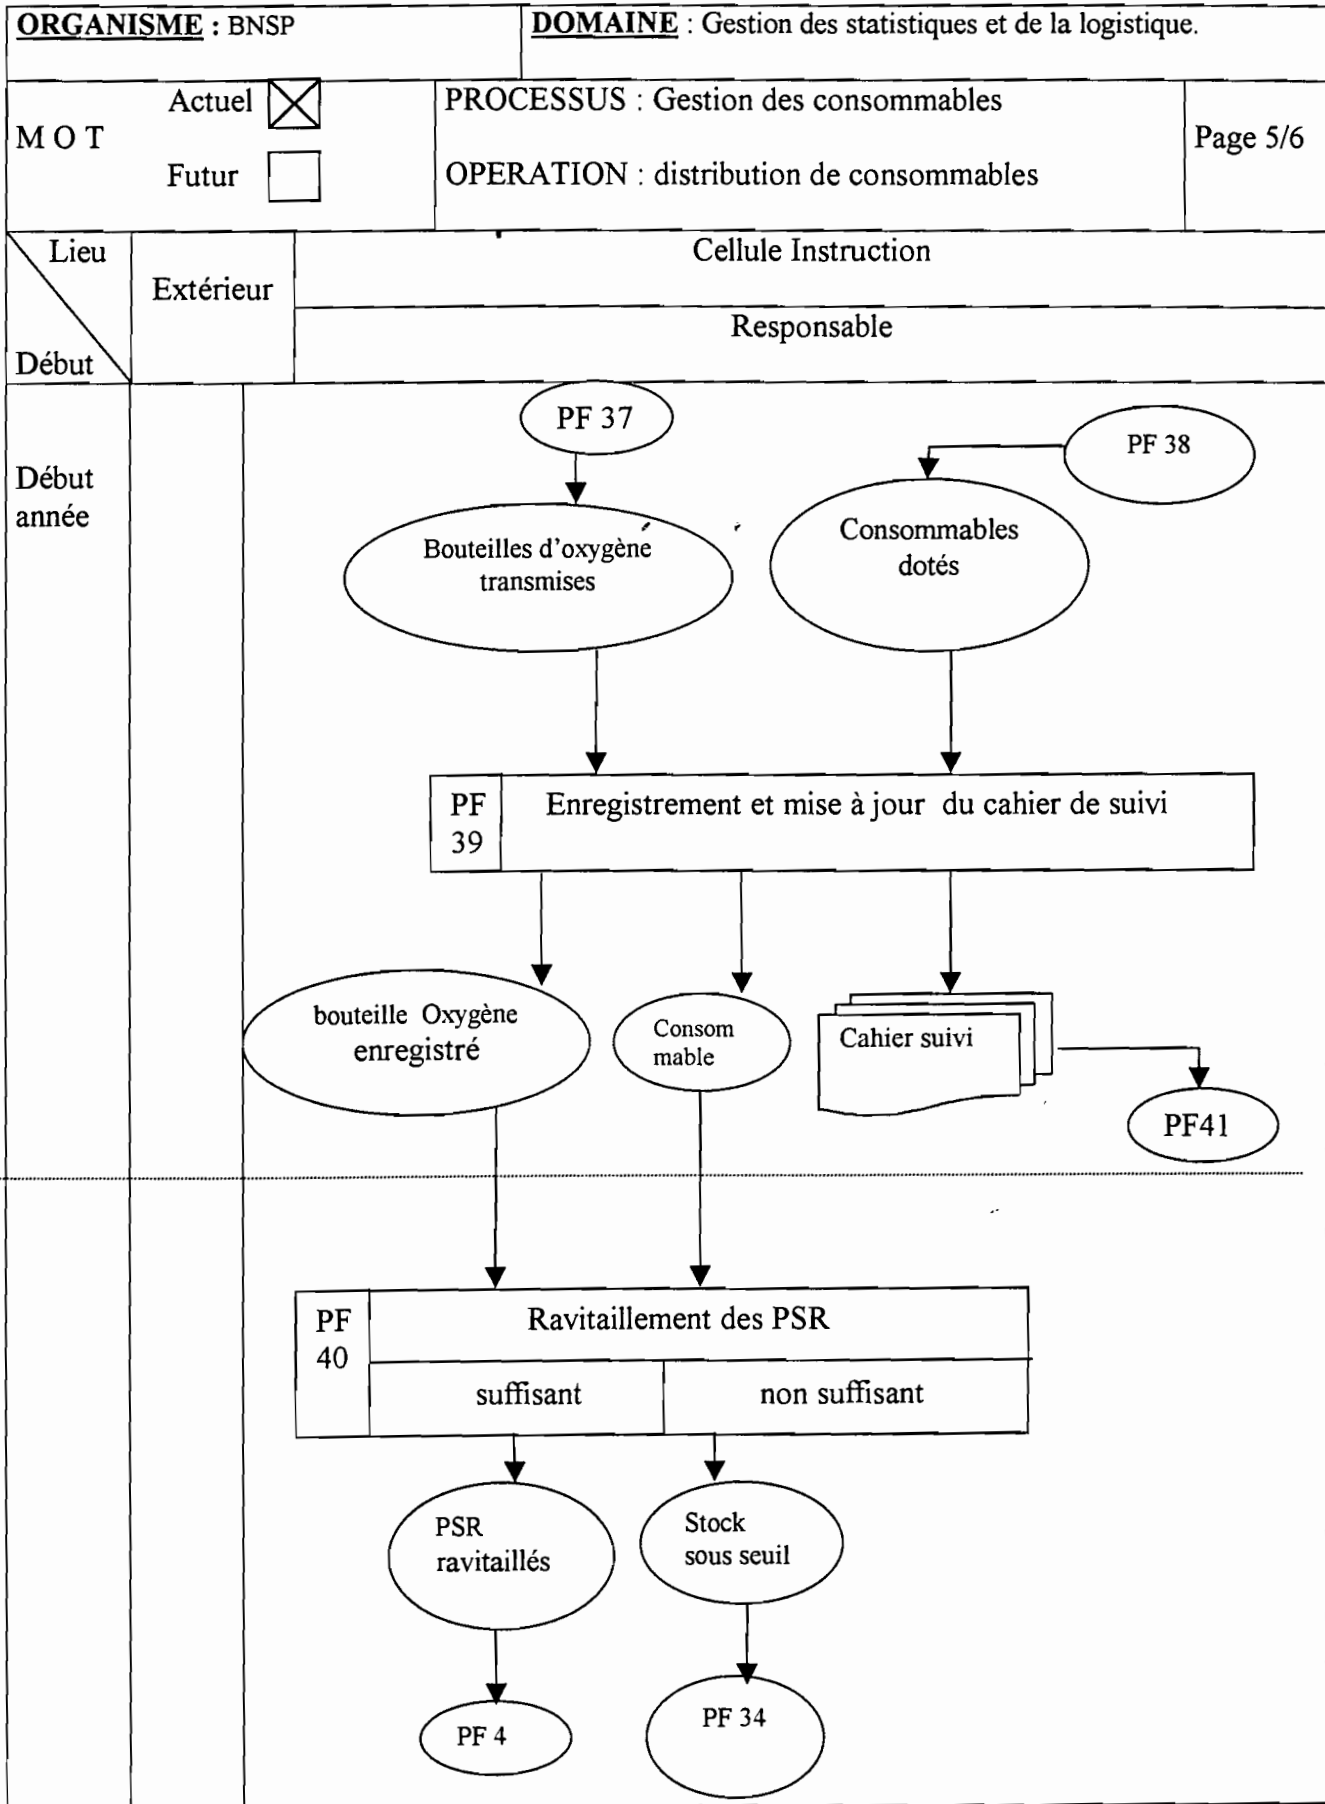 ORGANISME : BNSP
DOMAINE : Gestion des statistiques et de la logistique.
M O T
Actuel
Futur
PROCESSUS : Gestion des consommables
OPERATION : distribution de consommables
Page 5/6
Lieu
Début
Extérieur
Cellule Instruction
Responsable
Début
année
PF 37
PF 38
Bouteilles d'oxygène
transmises
Consommables
dotés
PF
39
Enregistrement et mise à jour du cahier de suivi
bouteille Oxygène
enregistré
Consom
mable
Cahier suivi
PF41
PF
40
Ravitaillement des PSR
suffisant
non suffisant
PSR
ravitaillés
Stock
sous seuil
PF 4
PF 34